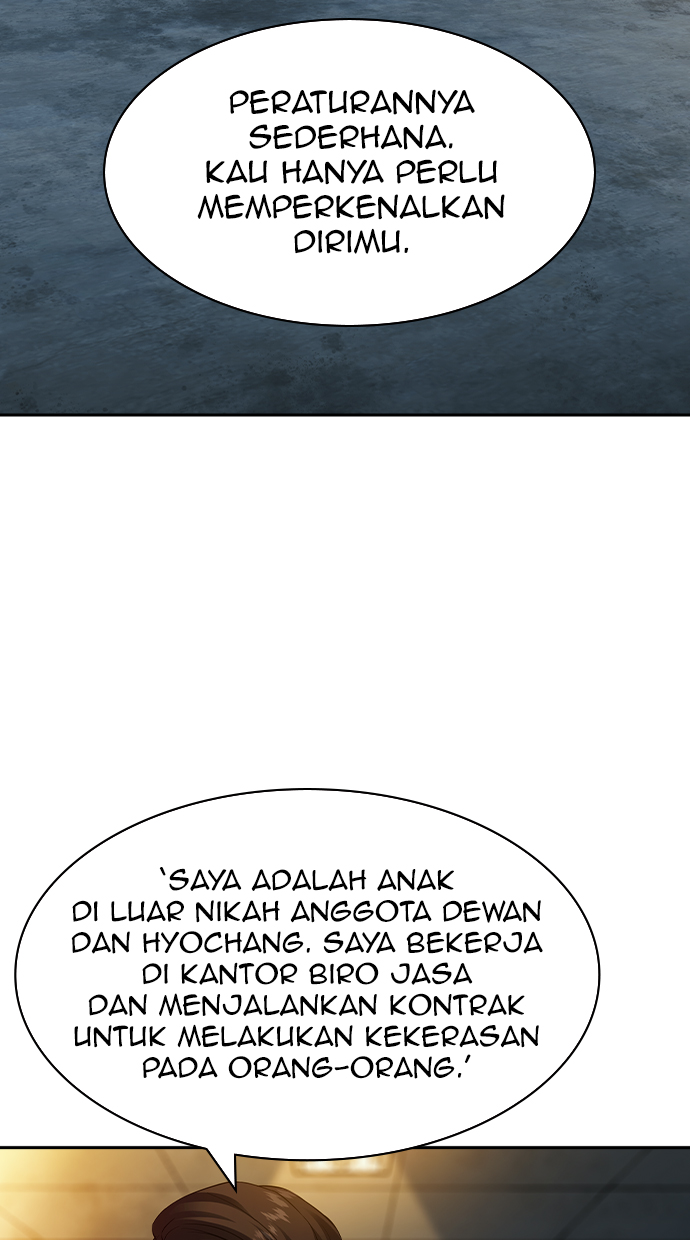 PERATURANNYA
SEDERHANA.
KAU HANYA PERLU
MEMPERKENALKAN
DIRIMU.
'SAYA ADALAH ANAK
DI LUAR NIKAH ANGGOTA DEWAN
DAN HYOCHANG. SAYA BEKERJA
DI KANTOR BIRO JASA
DAN MENJALANKAN KONTRAK
UNTUK MELAKUKAN KEKERASAN
PADA ORANG-ORANG.'